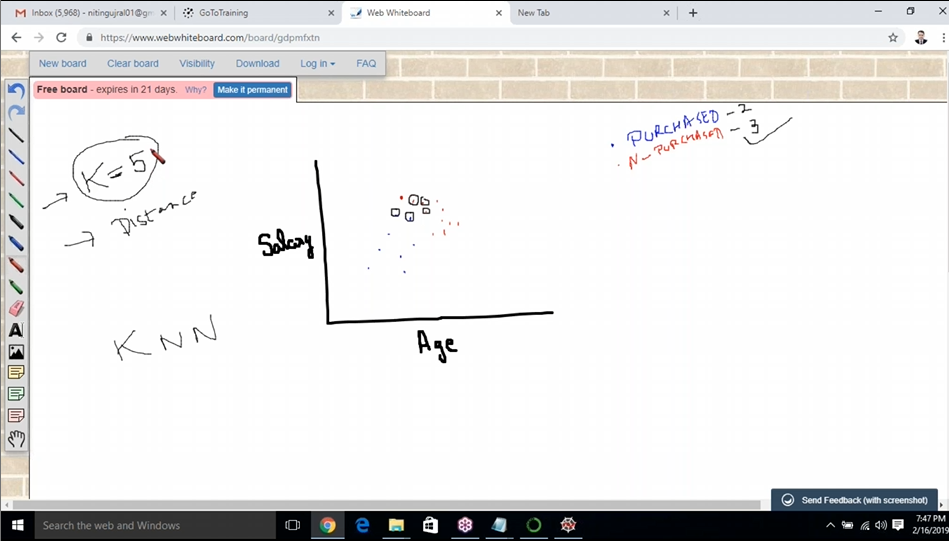 Inbox (5,968) - nitingujral01@gm
GoToTraining
Web Whiteboard
New Tab
https://www.webwhiteboard.com/board/gdpmfxtn
New board
Clear board
Visibility
Download
Log in
FAQ
Free board - expires in 21 days. Why? Make it permanent
PURCHASED - 2
N-PURCHASED - 3
K=5
Distance
Salary
KNN
Age
A
Send Feedback (with screenshot)
Search the web and Windows
7:47 PM
2/16/2019